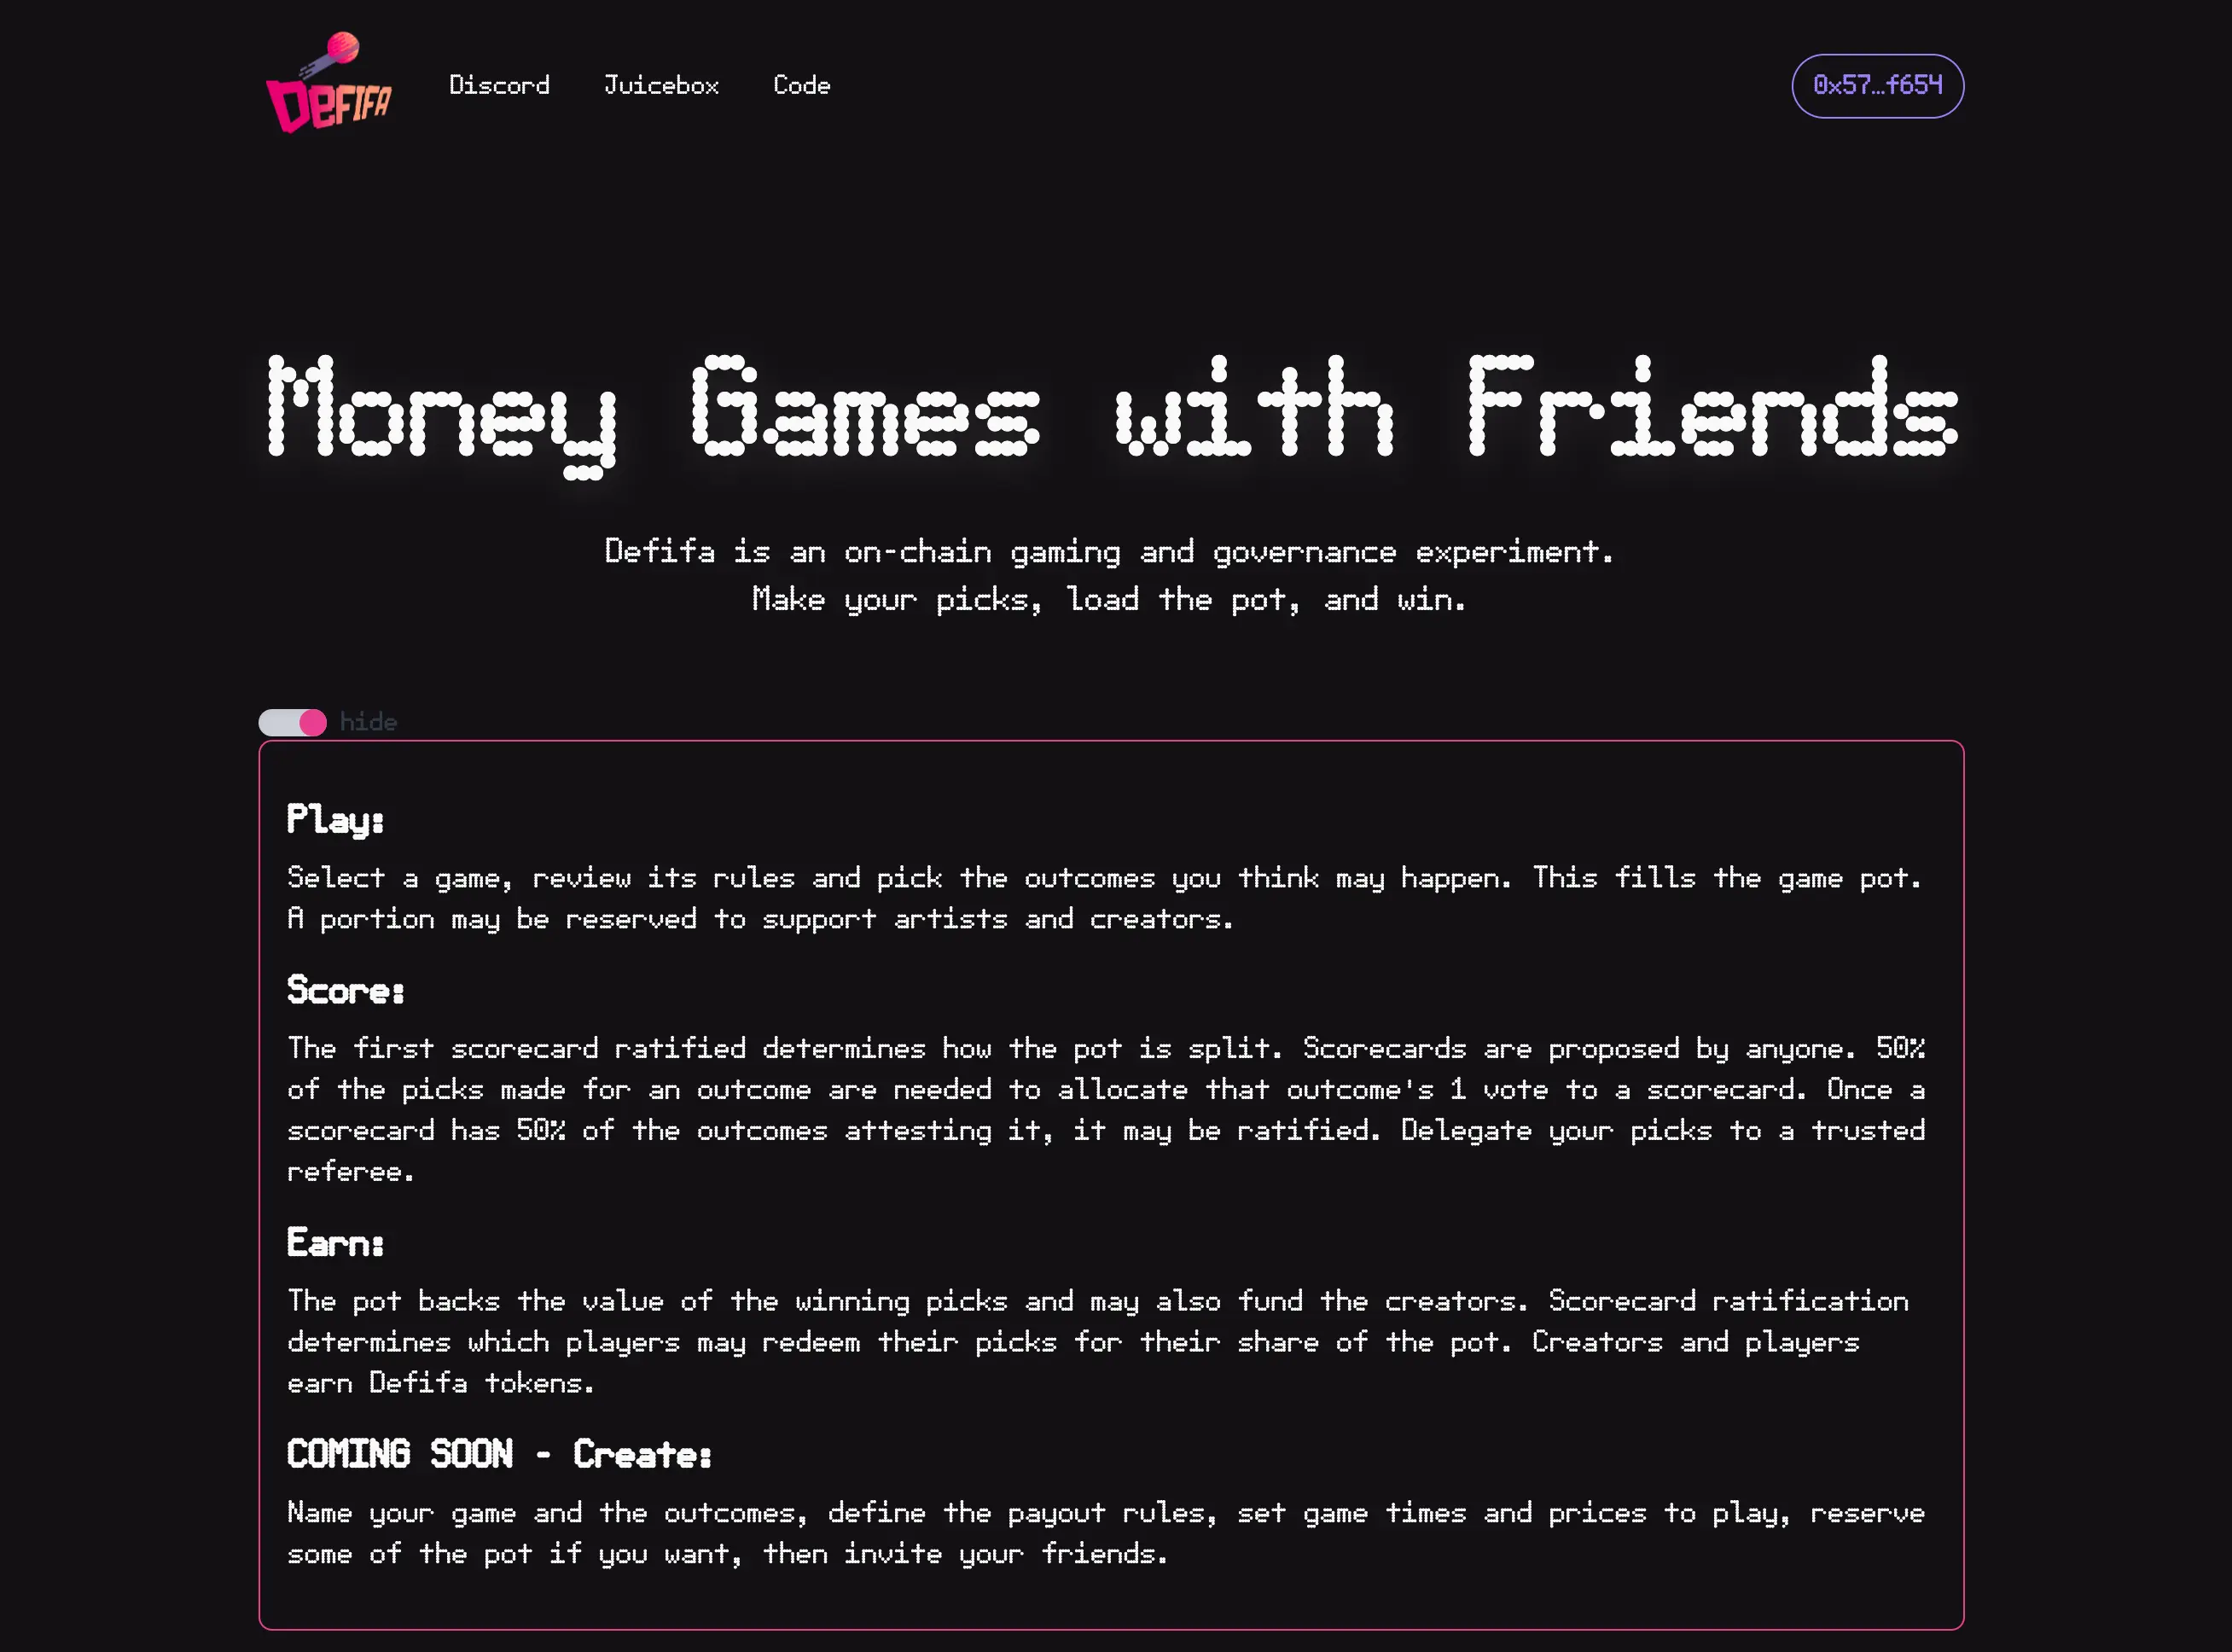 DEFIFA
Discord
Juicebox
Code
0x57…f654
Money Games with Friends
Defifa is an on-chain gaming and governance experiment.
Make your picks, load the pot, and win.
hide
Play:
Select a game, review its rules and pick the outcomes you think may happen. This fills the game pot.
A portion may be reserved to support artists and creators.
Score:
The first scorecard ratified determines how the pot is split. Scorecards are proposed by anyone. 50%
of the picks made for an outcome are needed to allocate that outcome's 1 vote to a scorecard. Once a
scorecard has 50% of the outcomes attesting it, it may be ratified. Delegate your picks to a trusted
referee.
Earn:
The pot backs the value of the winning picks and may also fund the creators. Scorecard ratification
determines which players may redeem their picks for their share of the pot. Creators and players
earn Defifa tokens.
COMING SOON - Create:
Name your game and the outcomes, define the payout rules, set game times and prices to play, reserve
some of the pot if you want, then invite your friends.